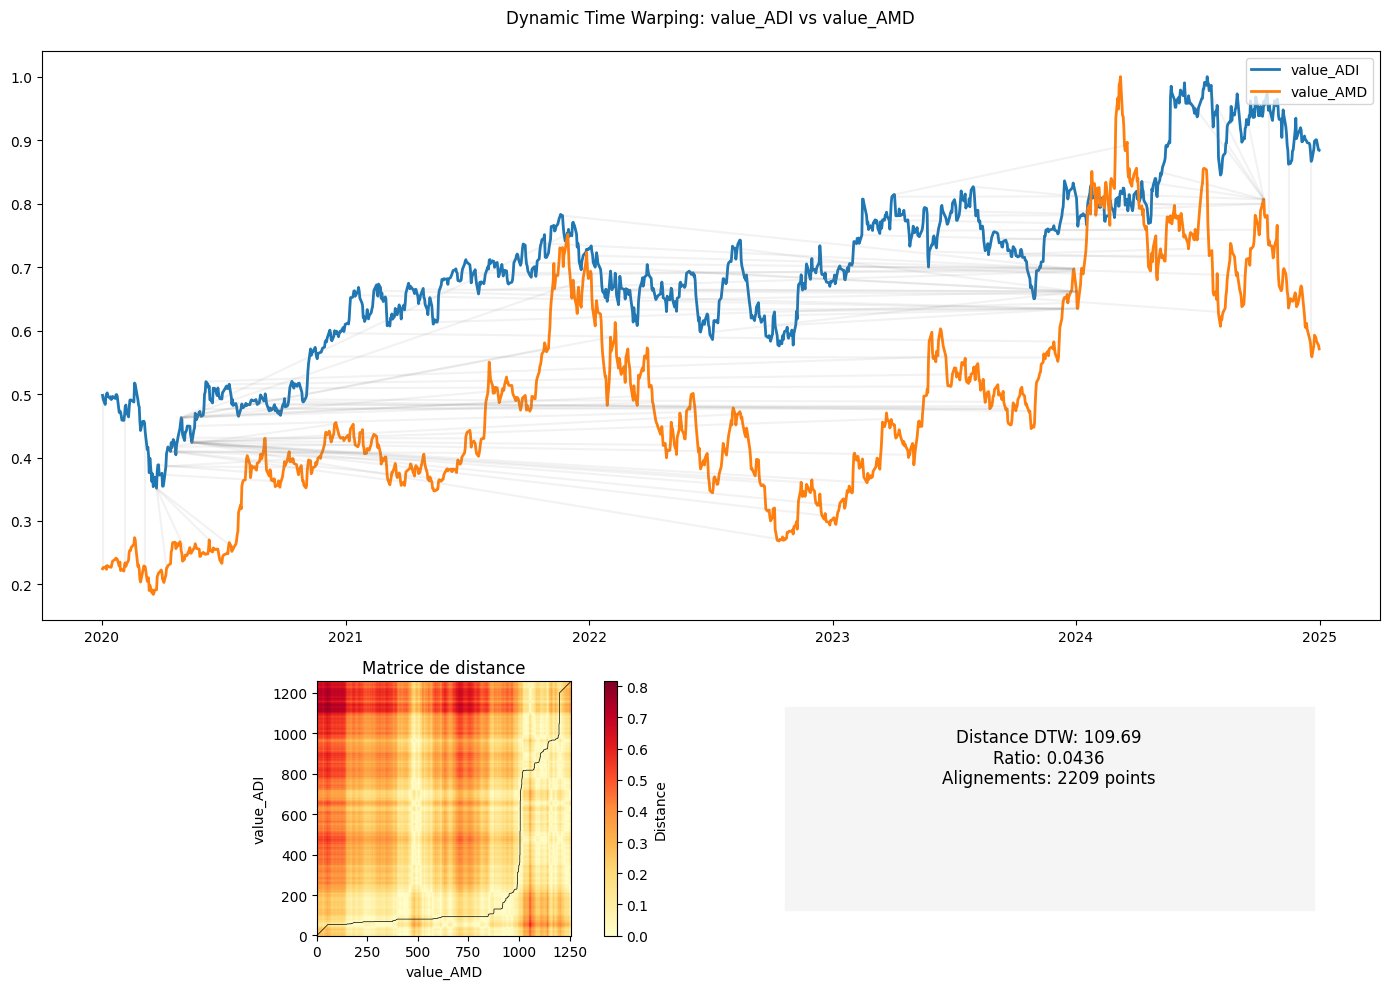 Dynamic Time Warping: value_ADI vs value_AMD
value_ADI
value_AMD
1.0
0.9
0.8
0.7
0.6
0.5
0.4
0.3
0.2
2020 2021 2022 2023 2024 2025
Matrice de distance
value_ADI
1200
1000
800
600
400
200
0
0 250 500 750 1000 1250
value_AMD
0.8
0.7
0.6
0.5
0.4
0.3
0.2
0.1
0.0
Distance
Distance DTW: 109.69
Ratio: 0.0436
Alignements: 2209 points